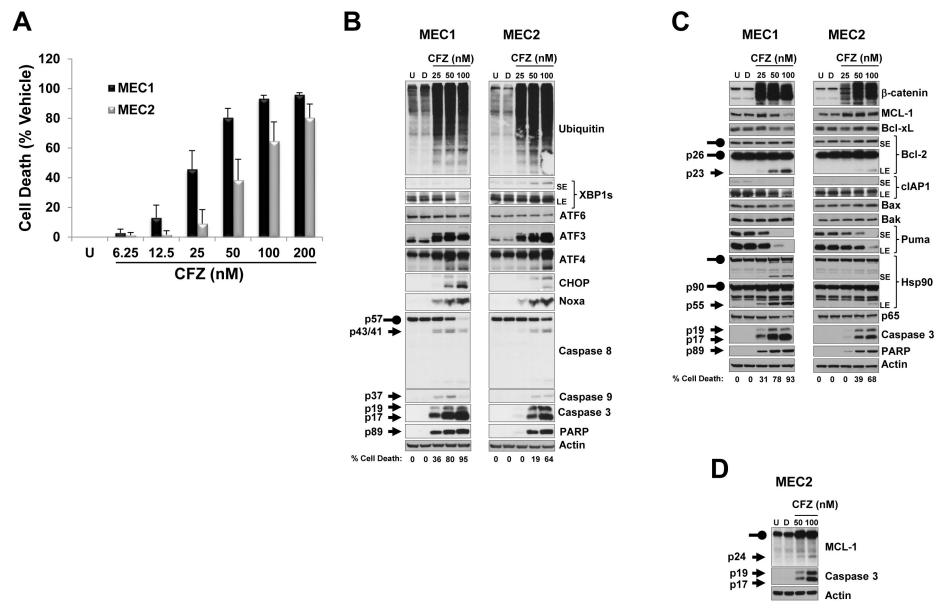 A
Cell Death (% Vehicle)
120
100
80
60
40
20
0
MEC1
MEC2
U 6.25 12.5 25 50 100 200
CFZ (nM)
B
MEC1 MEC2
CFZ (nM) CFZ (nM)
U D 25 50 100 U D 25 50 100
Ubiquitin
SE
XBP1s
LE
ATF6
ATF3
ATF4
CHOP
Noxa
p57
p43/41
Caspase 8
p37
Caspase 9
p19
p17
Caspase 3
p89
PARP
Actin
% Cell Death: 0 0 36 80 95 0 0 0 19 64
C
MEC1 MEC2
CFZ (nM) CFZ (nM)
U D 25 50 100 U D 25 50 100
β-catenin
MCL-1
Bcl-xL
SE
p26
Bcl-2
p23
LE
SE
cIAP1
LE
Bax
Bak
SE
Puma
LE
SE
Hsp90
p90
p55
LE
p65
p19
p17
Caspase 3
p89
PARP
Actin
% Cell Death: 0 0 31 78 93 0 0 0 39 68
D
MEC2
CFZ (nM)
U D 50 100
MCL-1
p24
p19
p17
Caspase 3
Actin